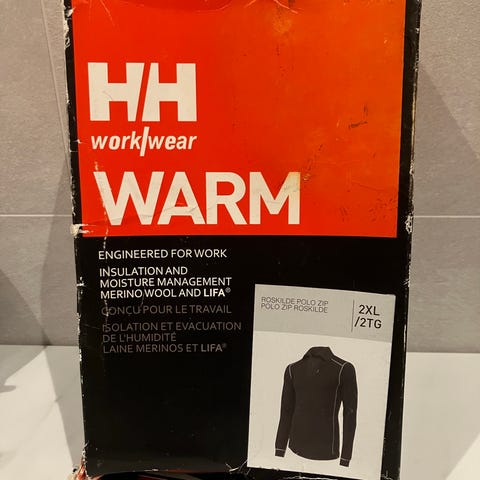 HH
work/wear
WARM
ENGINEERED FOR WORK
INSULATION AND
MOISTURE MANAGEMENT
MERINO WOOL AND LIFA®
CONÇU POUR LE TRAVAIL
ISOLATION ET EVACUATION
DE L'HUMIDITÉ
LAINE MERINOS ET LIFA®
ROSKILDE POLO ZIP
POLO ZIP ROSKILDE
2XL
/2TG